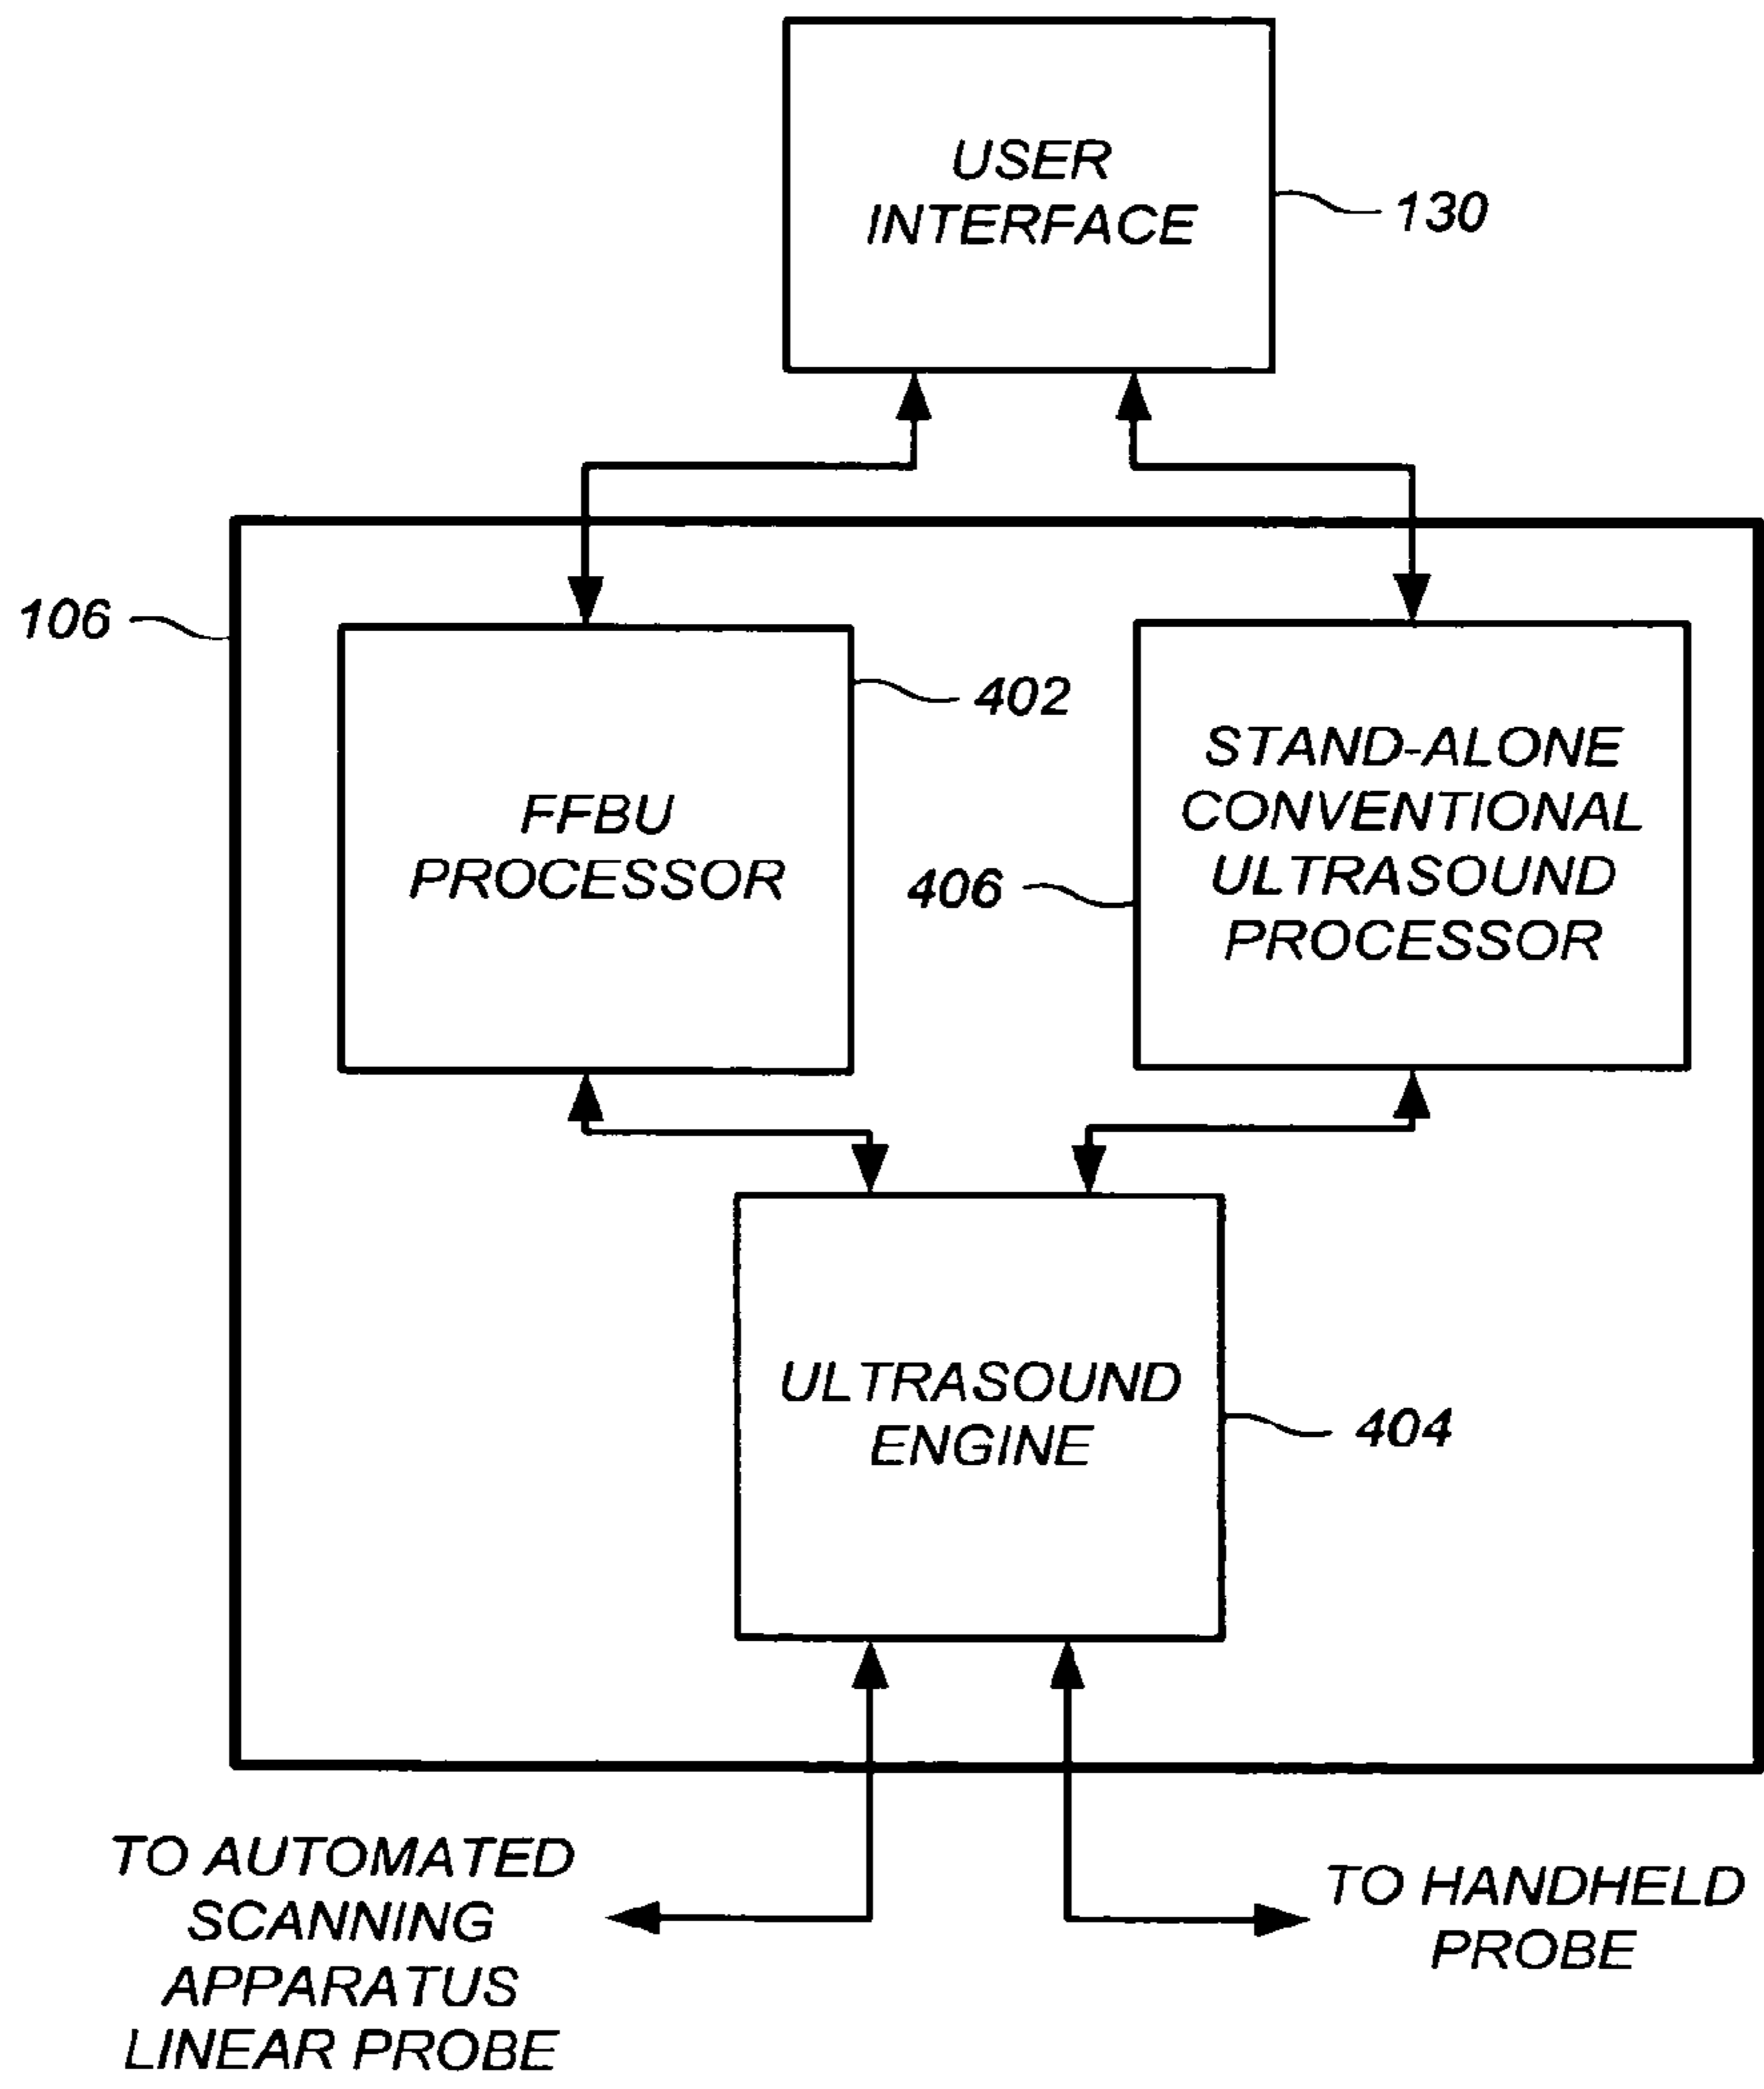 USER
INTERFACE
130
106
402
FFBU
PROCESSOR
STAND-ALONE
CONVENTIONAL
ULTRASOUND
PROCESSOR
406
ULTRASOUND
ENGINE
404
TO AUTOMATED
SCANNING
APPARATUS
LINEAR PROBE
TO HANDHELD
PROBE